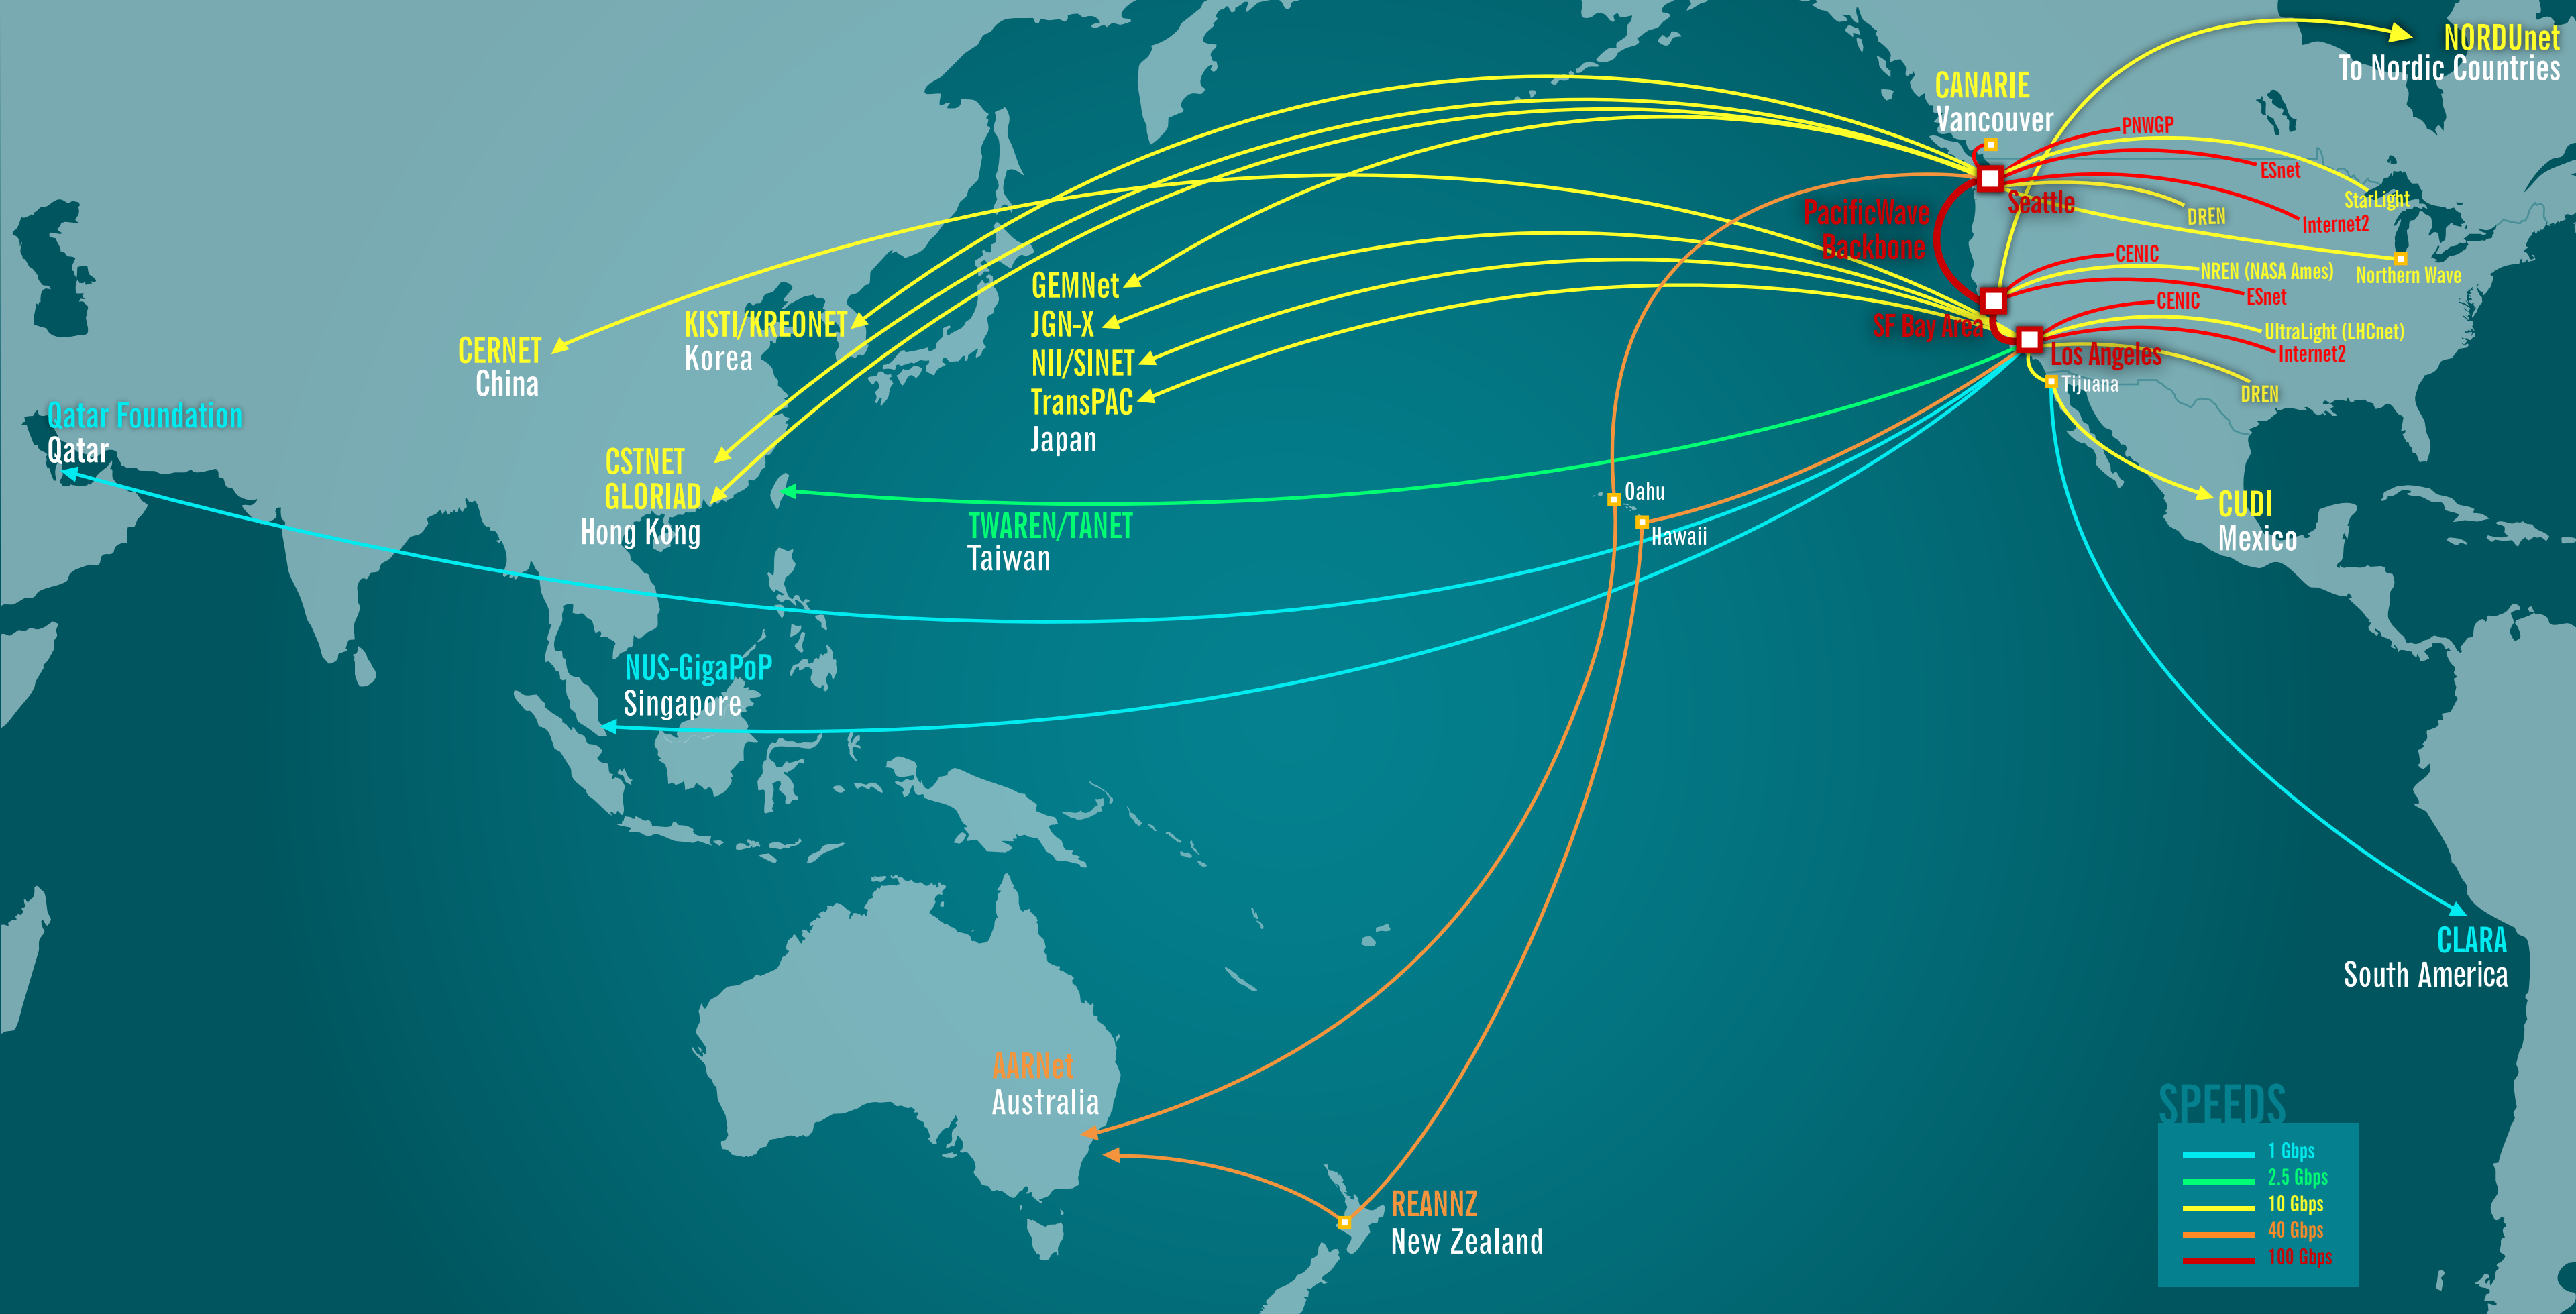 NORDUnet
To Nordic Countries
CANARIE
Vancouver
PNWGP
ESnet
StarLight
DREN
Internet2
Seattle
PacificWave
Backbone
CENIC
NREN (NASA Ames)
Northern Wave
ESnet
CENIC
SF Bay Area
UltraLight (LHCnet)
Internet2
Los Angeles
Tijuana
DREN
GEMNet
JGN-X
NII/SINET
TransPAC
Japan
KISTI/KREONET
Korea
CERNET
China
Qatar Foundation
Qatar
CSTNET
GLORIAD
Hong Kong
TWAREN/TANET
Taiwan
Oahu
Hawaii
CUDI
Mexico
NUS-GigaPoP
Singapore
CLARA
South America
AARNet
Australia
REANNZ
New Zealand
SPEEDS
1 Gbps
2.5 Gbps
10 Gbps
40 Gbps
100 Gbps